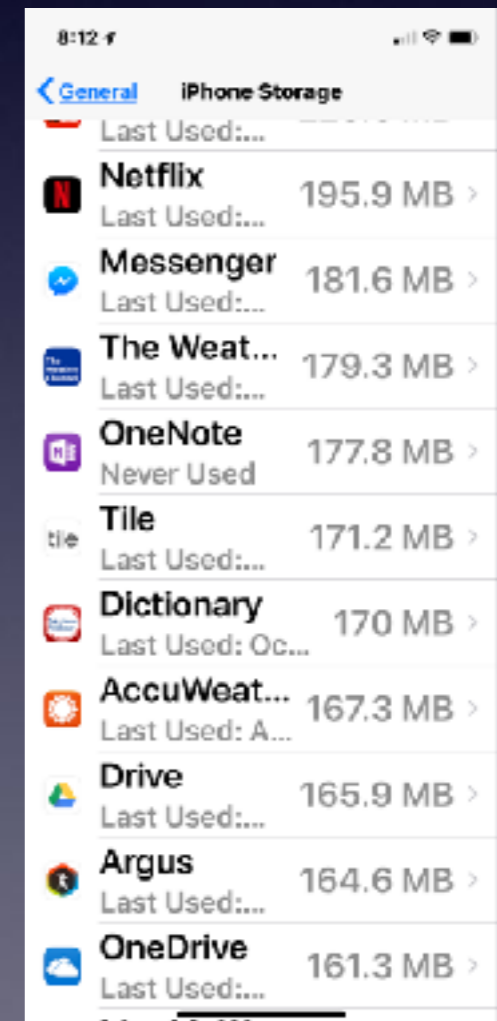 8:12
General iPhone Storage
Last Used:...
Netflix 195.9 MB
Last Used:...
Messenger 181.6 MB
Last Used:...
The Weat... 179.3 MB
Last Used:...
OneNote 177.8 MB
Never Used
tile Tile 171.2 MB
Last Used:...
Dictionary 170 MB
Last Used: Oc...
AccuWeat... 167.3 MB
Last Used: A...
Drive 165.9 MB
Last Used:...
Argus 164.6 MB
Last Used:...
OneDrive 161.3 MB
Last Used:...